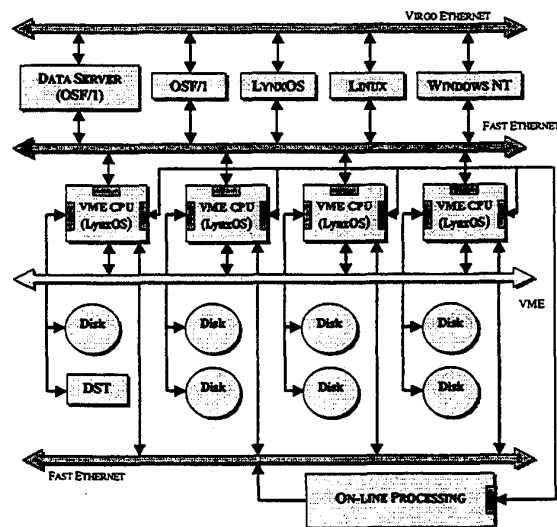 VIRGO ETHERNET
DATA SERVER
(OSF/1)
OSF/1
LYNXOS
LINUX
WINDOWS NT
FAST ETHERNET
VME CPU
(LynxOS)
VME CPU
(LynxOS)
VME CPU
(LynxOS)
VME CPU
(LynxOS)
VME
Disk
Disk
Disk
Disk
DST
Disk
Disk
Disk
FAST ETHERNET
ON-LINE PROCESSING